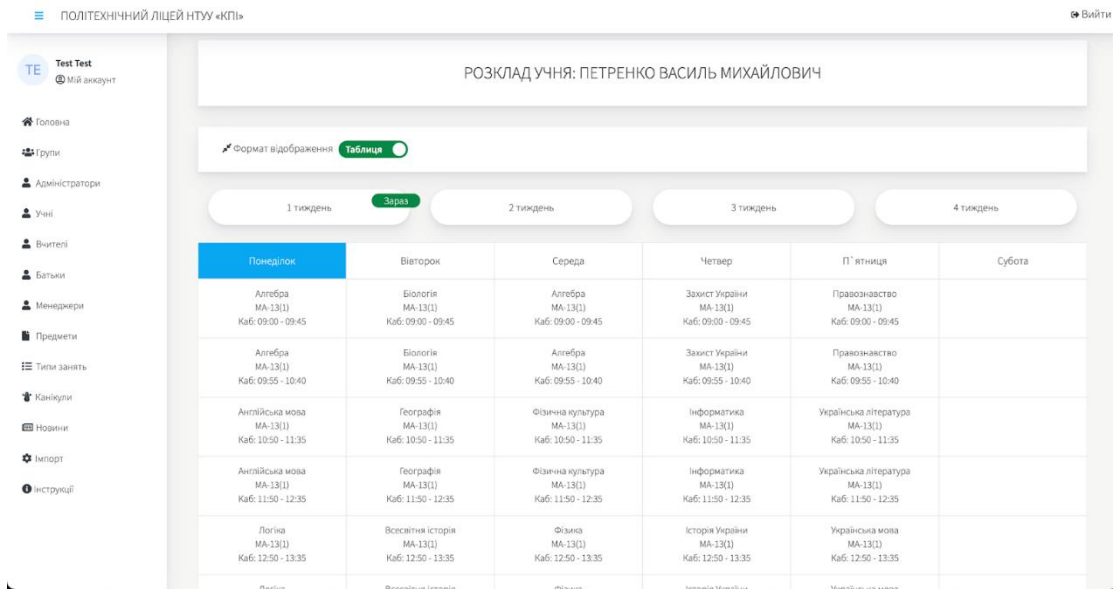 ПОЛІТЕХНІЧНИЙ ЛІЦЕЙ НТУУ «КПІ»
Вийти
TE
Test Test
Мій аккаунт
Головна
Групи
Адміністратори
Учні
Вчителі
Батьки
Менеджери
Предмети
Типи занять
Канікули
Новини
Імпорт
Інструкції
РОЗКЛАД УЧНЯ: ПЕТРЕНКО ВАСИЛЬ МИХАЙЛОВИЧ
Формат відображення Таблиця
1 тиждень Зараз 2 тиждень 3 тиждень 4 тиждень
Понеділок Вівторок Середа Четвер П`ятниця Субота
Алгебра Біологія Алгебра Захист України Правознавство
МА-13(1) МА-13(1) МА-13(1) МА-13(1) МА-13(1)
Каб: 09:00 - 09:45 Каб: 09:00 - 09:45 Каб: 09:00 - 09:45 Каб: 09:00 - 09:45 Каб: 09:00 - 09:45
Алгебра Біологія Алгебра Захист України Правознавство
МА-13(1) МА-13(1) МА-13(1) МА-13(1) МА-13(1)
Каб: 09:55 - 10:40 Каб: 09:55 - 10:40 Каб: 09:55 - 10:40 Каб: 09:55 - 10:40 Каб: 09:55 - 10:40
Англійська мова Географія Фізична культура Інформатика Українська література
МА-13(1) МА-13(1) МА-13(1) МА-13(1) МА-13(1)
Каб: 10:50 - 11:35 Каб: 10:50 - 11:35 Каб: 10:50 - 11:35 Каб: 10:50 - 11:35 Каб: 10:50 - 11:35
Англійська мова Географія Фізична культура Інформатика Українська література
МА-13(1) МА-13(1) МА-13(1) МА-13(1) МА-13(1)
Каб: 11:50 - 12:35 Каб: 11:50 - 12:35 Каб: 11:50 - 12:35 Каб: 11:50 - 12:35 Каб: 11:50 - 12:35
Логіка Всесвітня історія Фізика Історія України Українська мова
МА-13(1) МА-13(1) МА-13(1) МА-13(1) МА-13(1)
Каб: 12:50 - 13:35 Каб: 12:50 - 13:35 Каб: 12:50 - 13:35 Каб: 12:50 - 13:35 Каб: 12:50 - 13:35